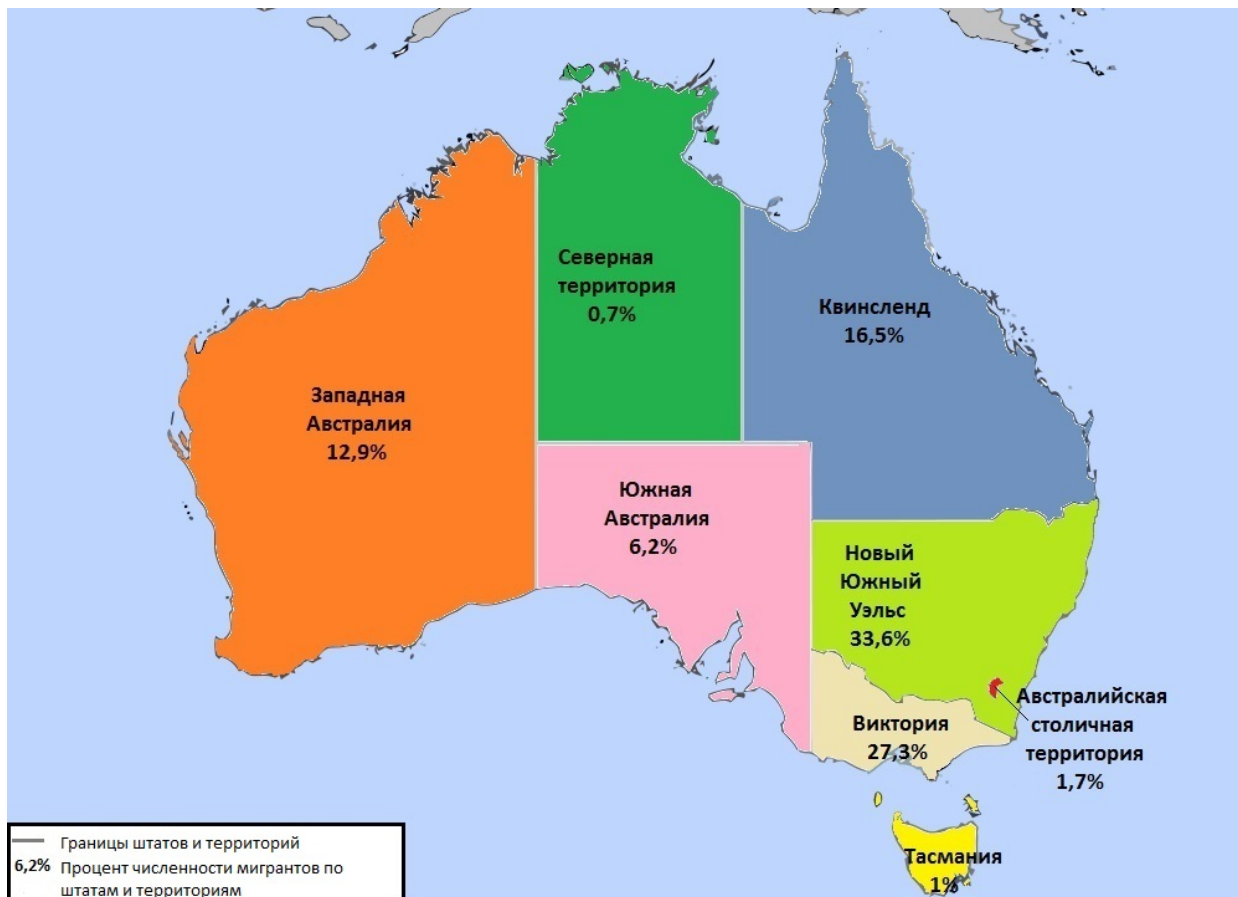 Северная
территория
0,7%
Квинсленд
16,5%
Западная
Австралия
12,9%
Южная
Австралия
6,2%
Новый
Южный
Уэльс
33,6%
Австралийская
столичная
территория
1,7%
Виктория
27,3%
Тасмания
1%
Границы штатов и территорий
6,2% Процент численности мигрантов по
штатам и территориям